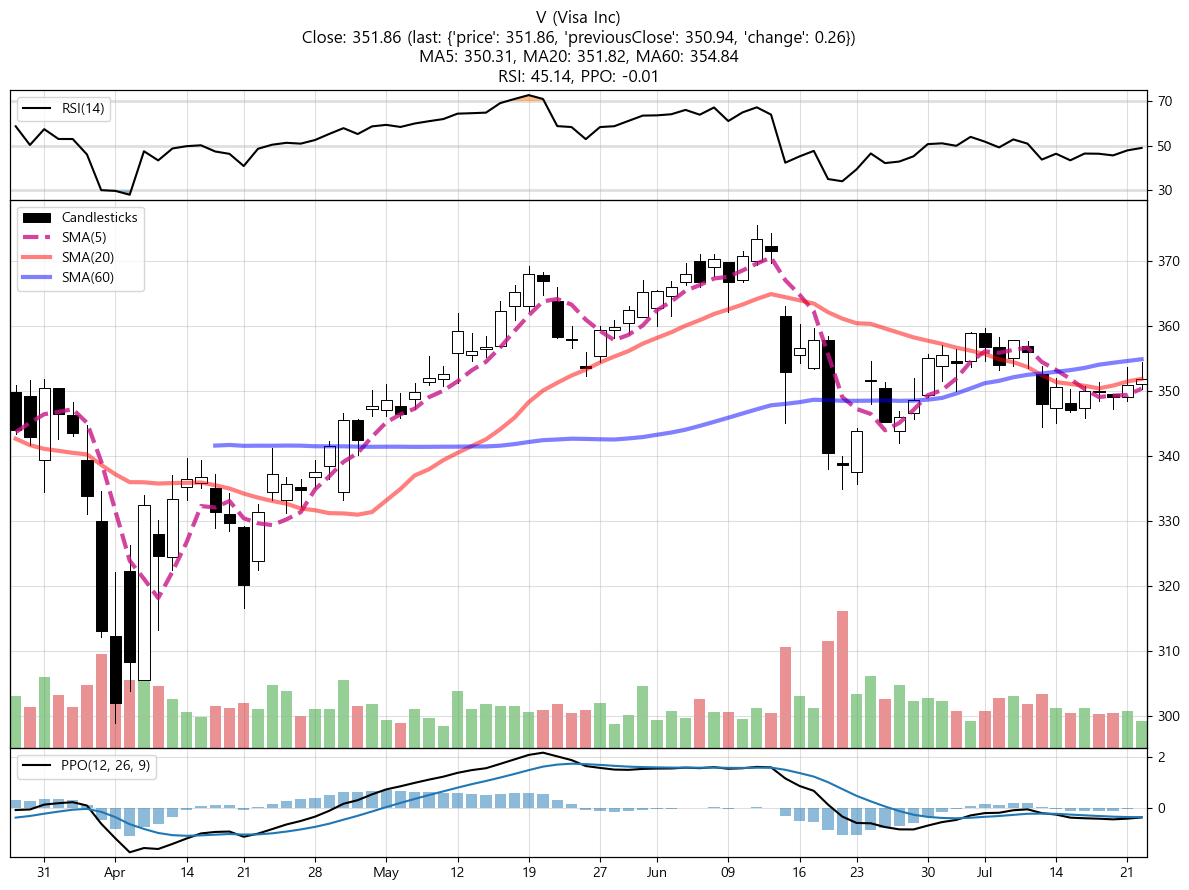 V (Visa Inc)
Close: 351.86 (last: {'price': 351.86, 'previousClose': 350.94, 'change': 0.26})
MA5: 350.31, MA20: 351.82, MA60: 354.84
RSI: 45.14, PPO: -0.01
RSI(14)
70
50
30
Candlesticks
SMA(5)
SMA(20)
SMA(60)
370
360
350
340
330
320
310
300
PPO(12, 26, 9)
2
0
31 Apr 14 21 28 May 12 19 27 Jun 09 16 23 30 Jul 14 21